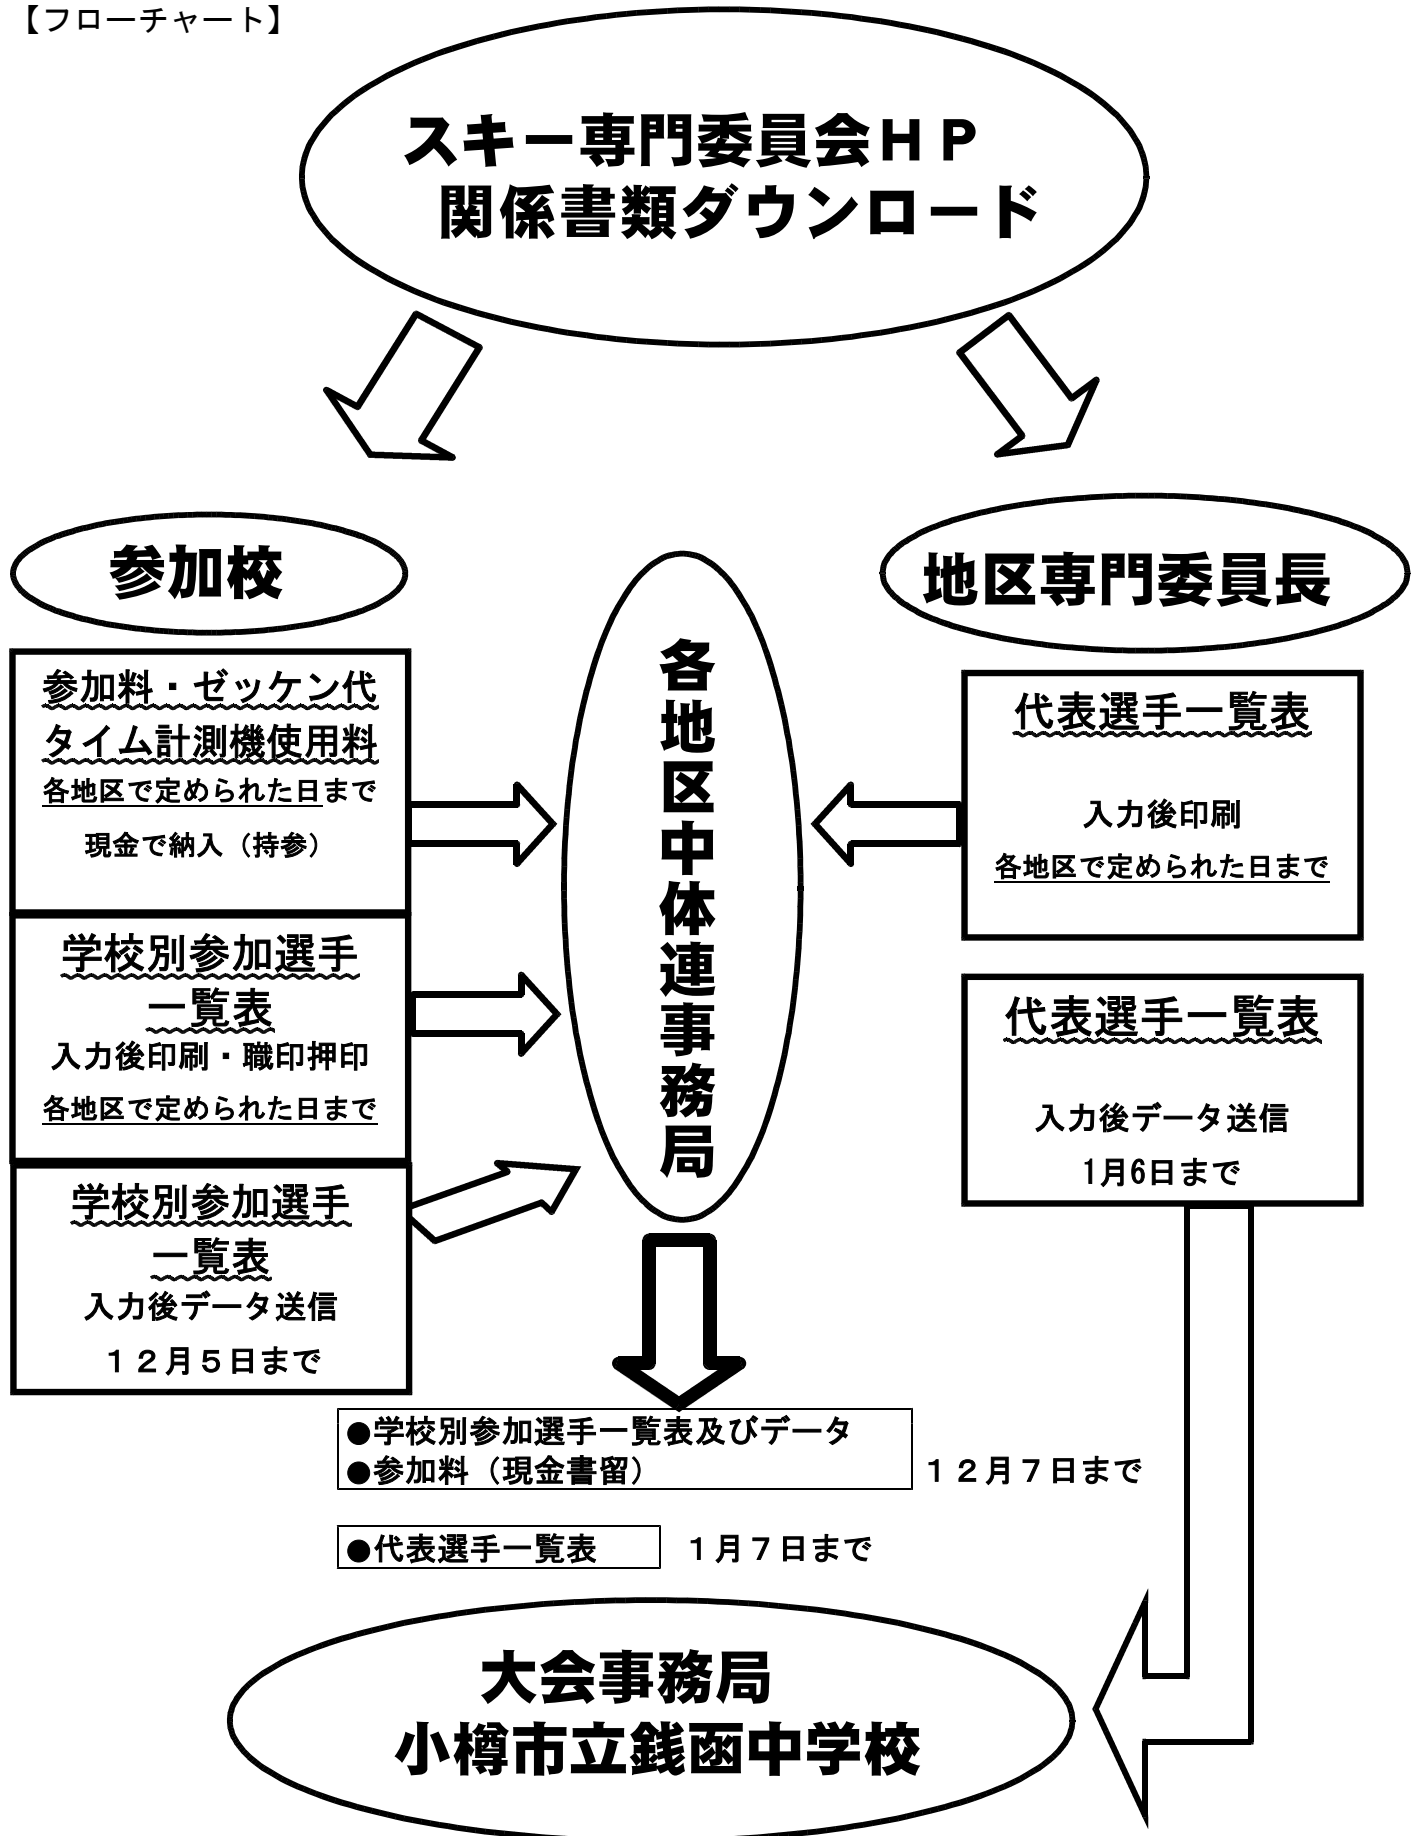 【フローチャート】
スキー専門委員会ＨＰ
関係書類ダウンロード
参加校
参加料・ゼッケン代
タイム計測機使用料
各地区で定められた日まで
現金で納入（持参）
学校別参加選手
一覧表
入力後印刷・職印押印
各地区で定められた日まで
学校別参加選手
一覧表
入力後データ送信
１２月５日まで
各地区中体連事務局
地区専門委員長
代表選手一覧表
入力後印刷
各地区で定められた日まで
代表選手一覧表
入力後データ送信
1月6日まで
●学校別参加選手一覧表及びデータ
●参加料（現金書留）
１２月７日まで
●代表選手一覧表
１月７日まで
大会事務局
小樽市立銭函中学校